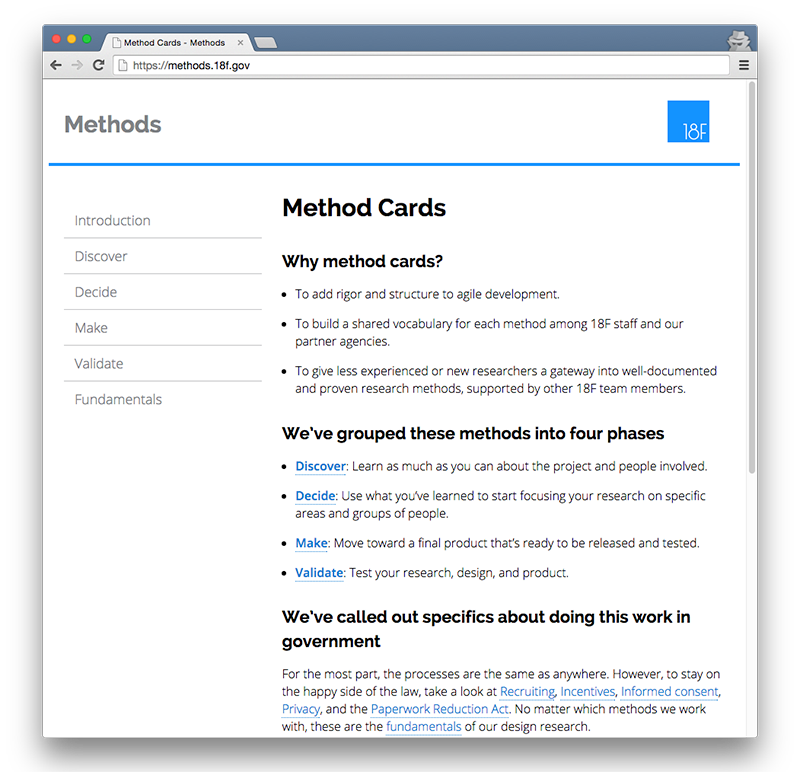 Method Cards - Methods
https://methods.18f.gov
Methods
18F
Introduction
Discover
Decide
Make
Validate
Fundamentals
Method Cards
Why method cards?
To add rigor and structure to agile development.
To build a shared vocabulary for each method among 18F staff and our
partner agencies.
To give less experienced or new researchers a gateway into well-documented
and proven research methods, supported by other 18F team members.
We’ve grouped these methods into four phases
Discover: Learn as much as you can about the project and people involved.
Decide: Use what you’ve learned to start focusing your research on specific
areas and groups of people.
Make: Move toward a final product that’s ready to be released and tested.
Validate: Test your research, design, and product.
We’ve called out specifics about doing this work in
government
For the most part, the processes are the same as anywhere. However, to stay on
the happy side of the law, take a look at Recruiting, Incentives, Informed consent,
Privacy, and the Paperwork Reduction Act. No matter which methods we work
with, these are the fundamentals of our design research.